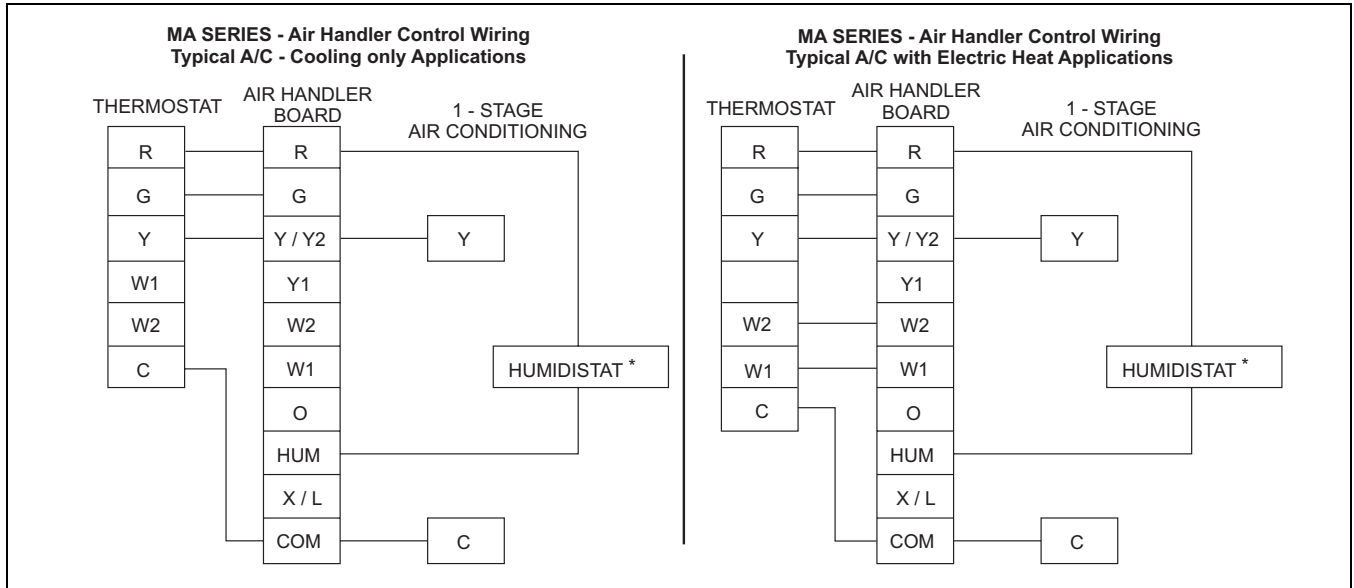 MA SERIES - Air Handler Control Wiring
Typical A/C - Cooling only Applications
THERMOSTAT
AIR HANDLER
BOARD
1 - STAGE
AIR CONDITIONING
R
R
G
G
Y
Y / Y2
Y
W1
Y1
W2
W2
C
W1
HUMIDISTAT *
O
HUM
X / L
COM
C
MA SERIES - Air Handler Control Wiring
Typical A/C with Electric Heat Applications
THERMOSTAT
AIR HANDLER
BOARD
1 - STAGE
AIR CONDITIONING
R
R
G
G
Y
Y / Y2
Y
Y1
W2
W2
W1
W1
HUMIDISTAT *
C
O
HUM
X / L
COM
C